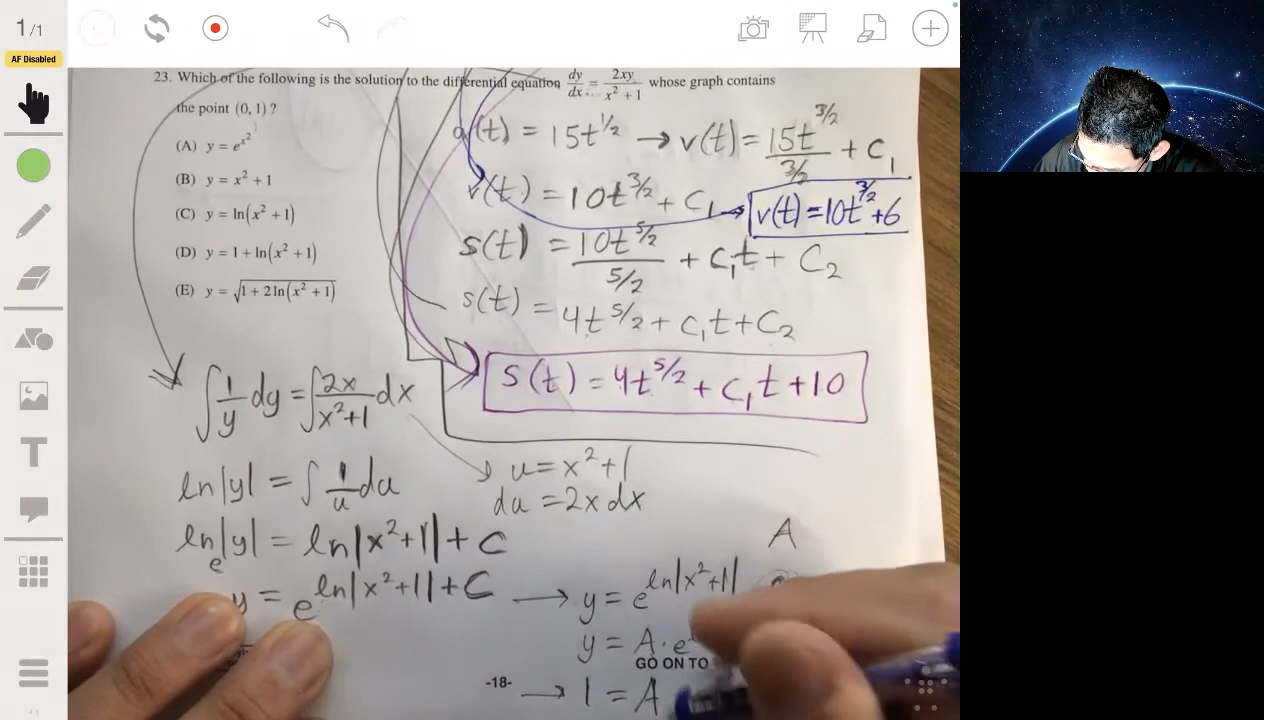 1/1
AF Disabled
23. Which of the following is the solution to the differential equation dy/dx = 2xy/x² + 1 whose graph contains
the point (0, 1) ?
(A) y = e^x²
(B) y = x² + 1
(C) y = ln(x² + 1)
(D) y = 1 + ln(x² + 1)
(E) y = √1 + 2 ln(x² + 1)
a(t) = 15t^1/2 → v(t) = 15t^3/2 / 3/2 + C₁
v(t) = 10t^3/2 + C₁ → v(t) = 10t^3/2 + 6
s(t) = 10t^5/2 / 5/2 + C₁t + C₂
s(t) = 4t^5/2 + C₁t + C₂
s(t) = 4t^5/2 + C₁t + 10
∫ 1/y dy = ∫ 2x/x²+1 dx
u = x² + 1
ln|y| = ∫ 1/u du
du = 2x dx
ln|y| = ln|x²+1| + C
A
e
y = e^ln|x²+1| + C → y = e^ln|x²+1|
y = A · e
GO ON TO
-18-
→ 1 = A
T